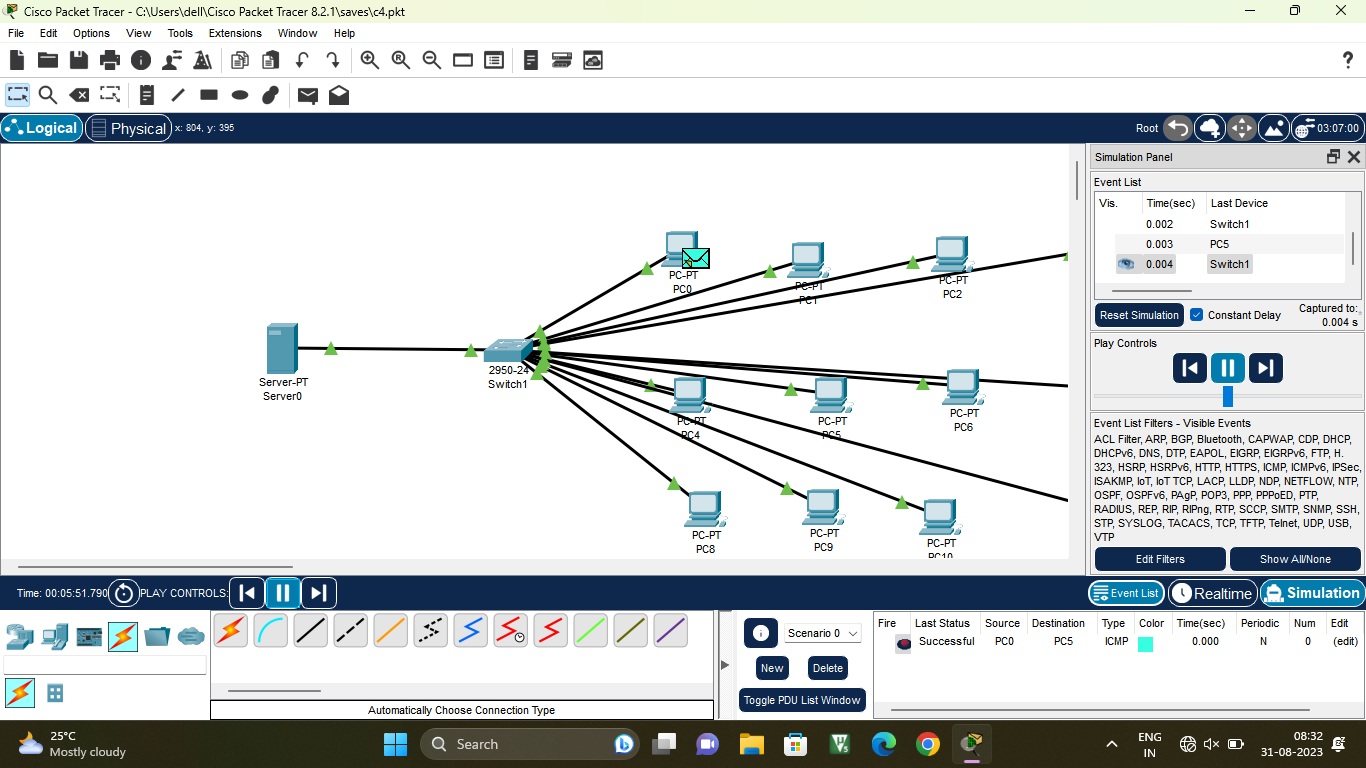 Cisco Packet Tracer - C:\Users\dell\Cisco Packet Tracer 8.2.1\saves\c4.pkt
File Edit Options View Tools Extensions Window Help
Logical Physical x: 804, y: 395 Root 03:07:00
Simulation Panel
Event List
Vis. Time(sec) Last Device
0.002 Switch1
0.003 PC5
0.004 Switch1
Reset Simulation Constant Delay Captured to:
0.004 s
Play Controls
Event List Filters - Visible Events
ACL Filter, ARP, BGP, Bluetooth, CAPWAP, CDP, DHCP,
DHCPv6, DNS, DTP, EAPOL, EIGRP, EIGRPv6, FTP, H.
323, HSRP, HSRPv6, HTTP, HTTPS, ICMP, ICMPv6, IPSec,
ISAKMP, IoT, IoT TCP, LACP, LLDP, NDP, NETFLOW, NTP,
OSPF, OSPFv6, PAgP, POP3, PPP, PPPoED, PTP,
RADIUS, REP, RIP, RIPng, RTP, SCCP, SMTP, SNMP, SSH,
STP, SYSLOG, TACACS, TCP, TFTP, Telnet, UDP, USB,
VTP
Edit Filters Show All/None
PC-PT
PC0
PC-PT
PC1
PC-PT
PC2
Server-PT
Server0
2950-24
Switch1
PC-PT
PC4
PC-PT
PC5
PC-PT
PC6
PC-PT
PC8
PC-PT
PC9
PC-PT
PC10
Time: 00:05:51.790 PLAY CONTROLS: Event List Realtime Simulation
Scenario 0
New Delete
Toggle PDU List Window
Fire Last Status Source Destination Type Color Time(sec) Periodic Num Edit
Successful PC0 PC5 ICMP 0.000 N 0 (edit)
Automatically Choose Connection Type
25°C
Mostly cloudy
Search
ENG
IN
08:32
31-08-2023